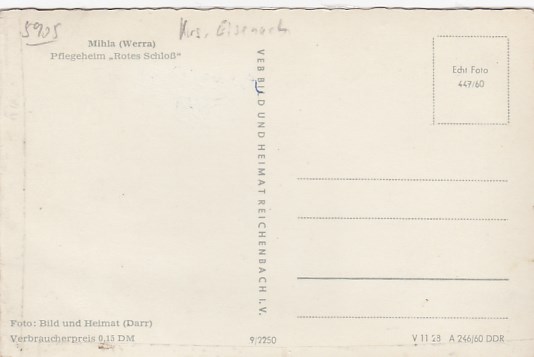 5905
Krs. Eisenach
Mihla (Werra)
Pflegeheim „Rotes Schloß"
VEB BILD UND HEIMAT REICHENBACH I. V.
Echt Foto
447/60
Foto: Bild und Heimat (Darr)
Verbraucherpreis 0,15 DM
9/2250
V 11 28 A 246/60 DDR